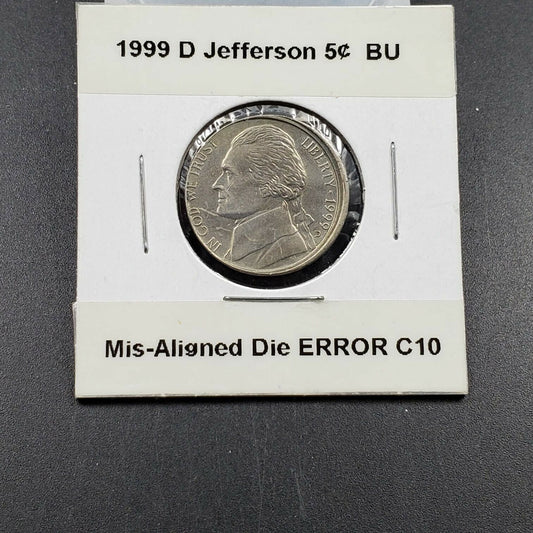 1999 D Jefferson 5¢ BU
IN GOD WE TRUST
LIBERTY 1999
Mis-Aligned Die ERROR C10